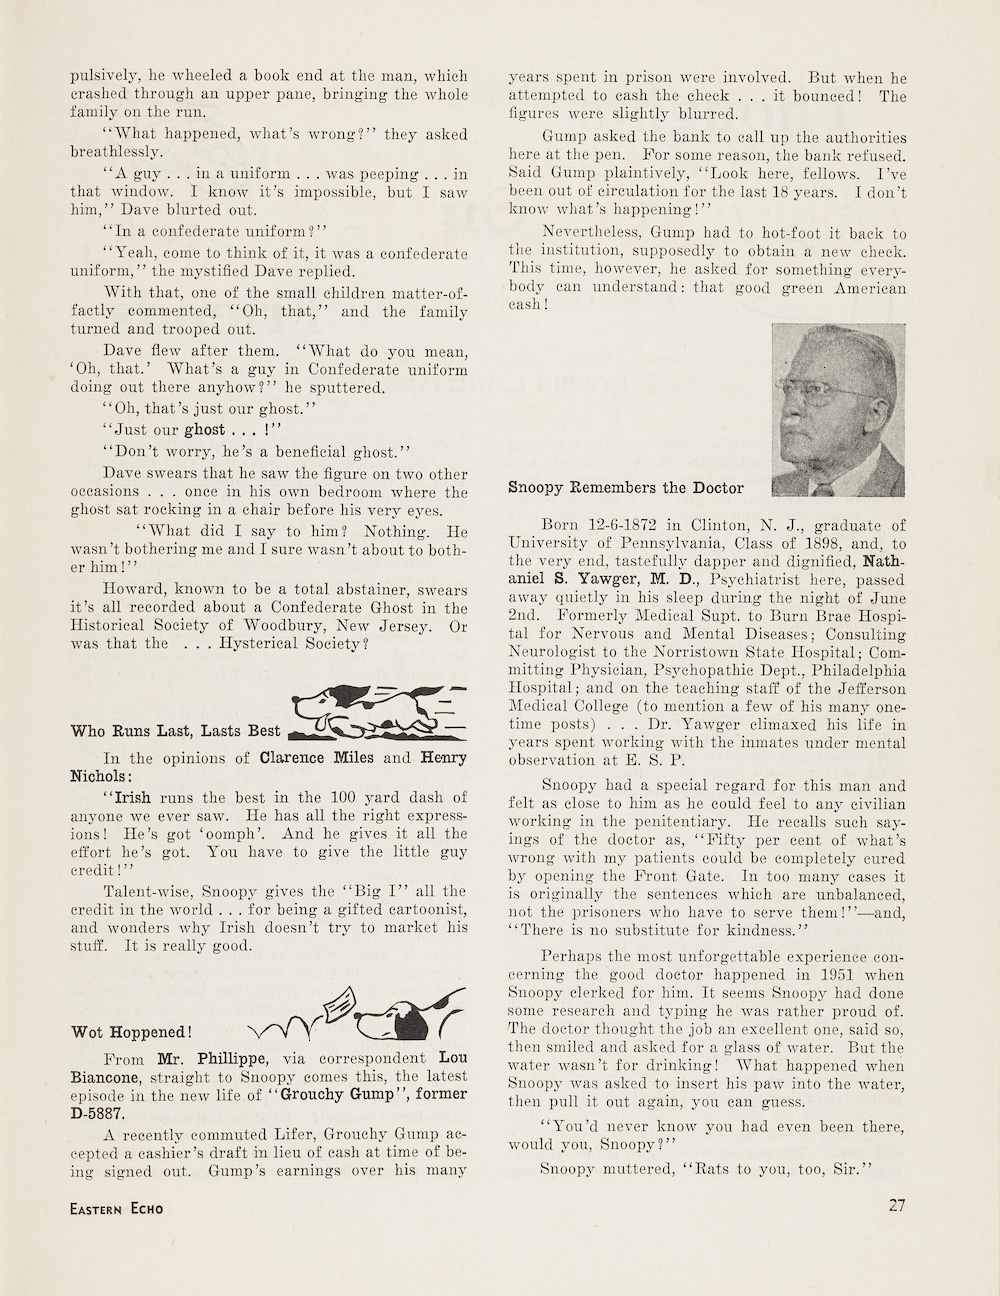 pulsively, he wheeled a book end at the man, which
crashed through an upper pane, bringing the whole
family on the run.
"What happened, what's wrong?" they asked
breathlessly.
"A guy . . . in a uniform . . . was peeping . . . in
that window. I know it's impossible, but I saw
him," Dave blurted out.
"In a confederate uniform?"
"Yeah, come to think of it, it was a confederate
uniform," the mystified Dave replied.
With that, one of the small children matter-of-
factly commented, "Oh, that," and the family
turned and trooped out.
Dave flew after them. "What do you mean,
'Oh, that.' What's a guy in Confederate uniform
doing out there anyhow?" he sputtered.
"Oh, that's just our ghost."
"Just our ghost . . . !"
"Don't worry, he's a beneficial ghost."
Dave swears that he saw the figure on two other
occasions . . . once in his own bedroom where the
ghost sat rocking in a chair before his very eyes.
"What did I say to him? Nothing. He
wasn't bothering me and I sure wasn't about to both-
er him!"
Howard, known to be a total abstainer, swears
it's all recorded about a Confederate Ghost in the
Historical Society of Woodbury, New Jersey. Or
was that the . . . Hysterical Society?
Who Runs Last, Lasts Best
In the opinions of Clarence Miles and Henry
Nichols:
"Irish runs the best in the 100 yard dash of
anyone we ever saw. He has all the right express-
ions! He's got 'oomph'. And he gives it all the
effort he's got. You have to give the little guy
credit!"
Talent-wise, Snoopy gives the "Big I" all the
credit in the world . . . for being a gifted cartoonist,
and wonders why Irish doesn't try to market his
stuff. It is really good.
Wot Hoppened!
From Mr. Phillippe, via correspondent Lou
Biancone, straight to Snoopy comes this, the latest
episode in the new life of "Grouchy Gump", former
D-5887.
A recently commuted Lifer, Grouchy Gump ac-
cepted a cashier's draft in lieu of cash at time of be-
ing signed out. Gump's earnings over his many
years spent in prison were involved. But when he
attempted to cash the check . . . it bounced! The
figures were slightly blurred.
Gump asked the bank to call up the authorities
here at the pen. For some reason, the bank refused.
Said Gump plaintively, "Look here, fellows. I've
been out of circulation for the last 18 years. I don't
know what's happening!"
Nevertheless, Gump had to hot-foot it back to
the institution, supposedly to obtain a new check.
This time, however, he asked for something every-
body can understand: that good green American
cash!
Snoopy Remembers the Doctor
Born 12-6-1872 in Clinton, N. J., graduate of
University of Pennsylvania, Class of 1898, and, to
the very end, tastefully dapper and dignified, Nath-
aniel S. Yawger, M. D., Psychiatrist here, passed
away quietly in his sleep during the night of June
2nd. Formerly Medical Supt. to Burn Brae Hospi-
tal for Nervous and Mental Diseases; Consulting
Neurologist to the Norristown State Hospital; Com-
mitting Physician, Psychopathic Dept., Philadelphia
Hospital; and on the teaching staff of the Jefferson
Medical College (to mention a few of his many one-
time posts) . . . Dr. Yawger climaxed his life in
years spent working with the inmates under mental
observation at E. S. P.
Snoopy had a special regard for this man and
felt as close to him as he could feel to any civilian
working in the penitentiary. He recalls such say-
ings of the doctor as, "Fifty per cent of what's
wrong with my patients could be completely cured
by opening the Front Gate. In too many cases it
is originally the sentences which are unbalanced,
not the prisoners who have to serve them!"—and,
"There is no substitute for kindness."
Perhaps the most unforgettable experience con-
cerning the good doctor happened in 1951 when
Snoopy clerked for him. It seems Snoopy had done
some research and typing he was rather proud of.
The doctor thought the job an excellent one, said so,
then smiled and asked for a glass of water. But the
water wasn't for drinking! What happened when
Snoopy was asked to insert his paw into the water,
then pull it out again, you can guess.
"You'd never know you had even been there,
would you, Snoopy?"
Snoopy muttered, "Rats to you, too, Sir."
EASTERN ECHO
27